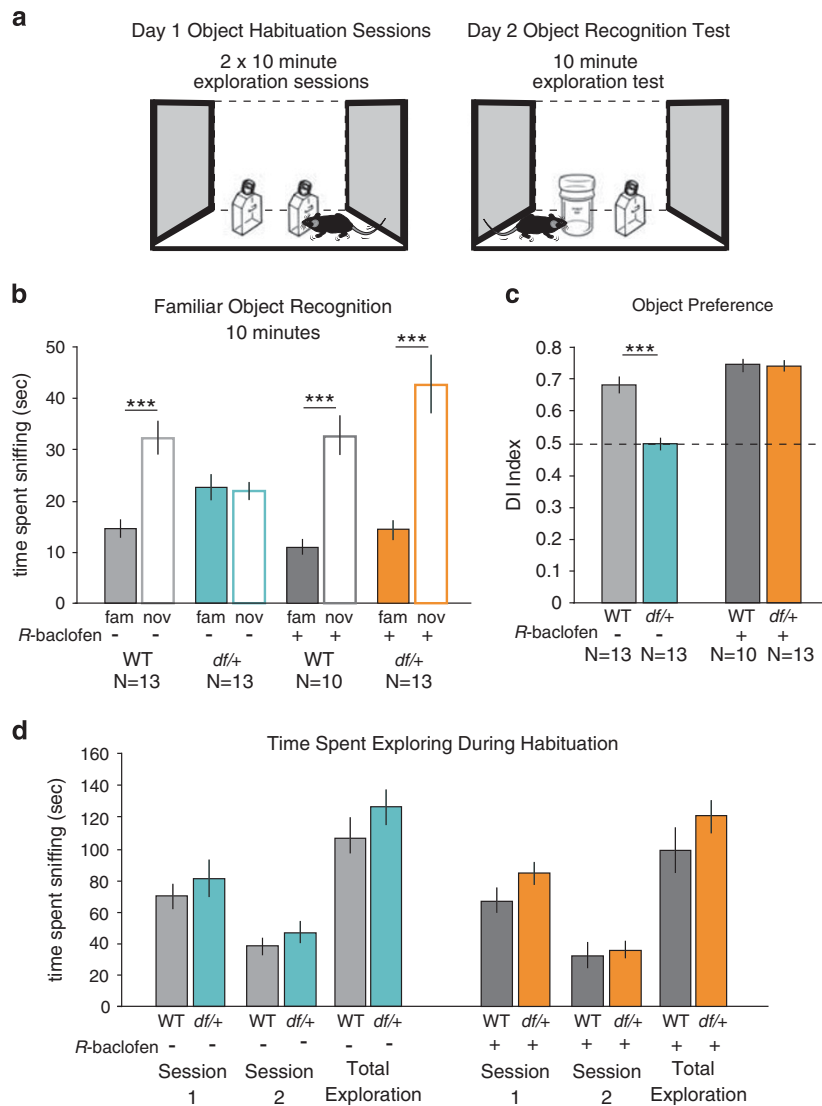 a
Day 1 Object Habituation Sessions
2 x 10 minute
exploration sessions
Day 2 Object Recognition Test
10 minute
exploration test
b
Familiar Object Recognition
10 minutes
time spent sniffing (sec)
50
40
30
20
10
0
*** *** ***
fam nov fam nov fam nov fam nov
R-baclofen - - - - + + + +
WT df/+ WT df/+
N=13 N=13 N=10 N=13
c
Object Preference
DI Index
0.8
0.7
0.6
0.5
0.4
0.3
0.2
0.1
0
***
WT df/+ WT df/+
R-baclofen - - + +
N=13 N=13 N=10 N=13
d
Time Spent Exploring During Habituation
time spent sniffing (sec)
160
140
120
100
80
60
40
20
0
WT df/+ WT df/+ WT df/+ WT df/+ WT df/+ WT df/+
R-baclofen - - - - - - + + + + + +
Session Session Total Session Session Total
1 2 Exploration 1 2 Exploration